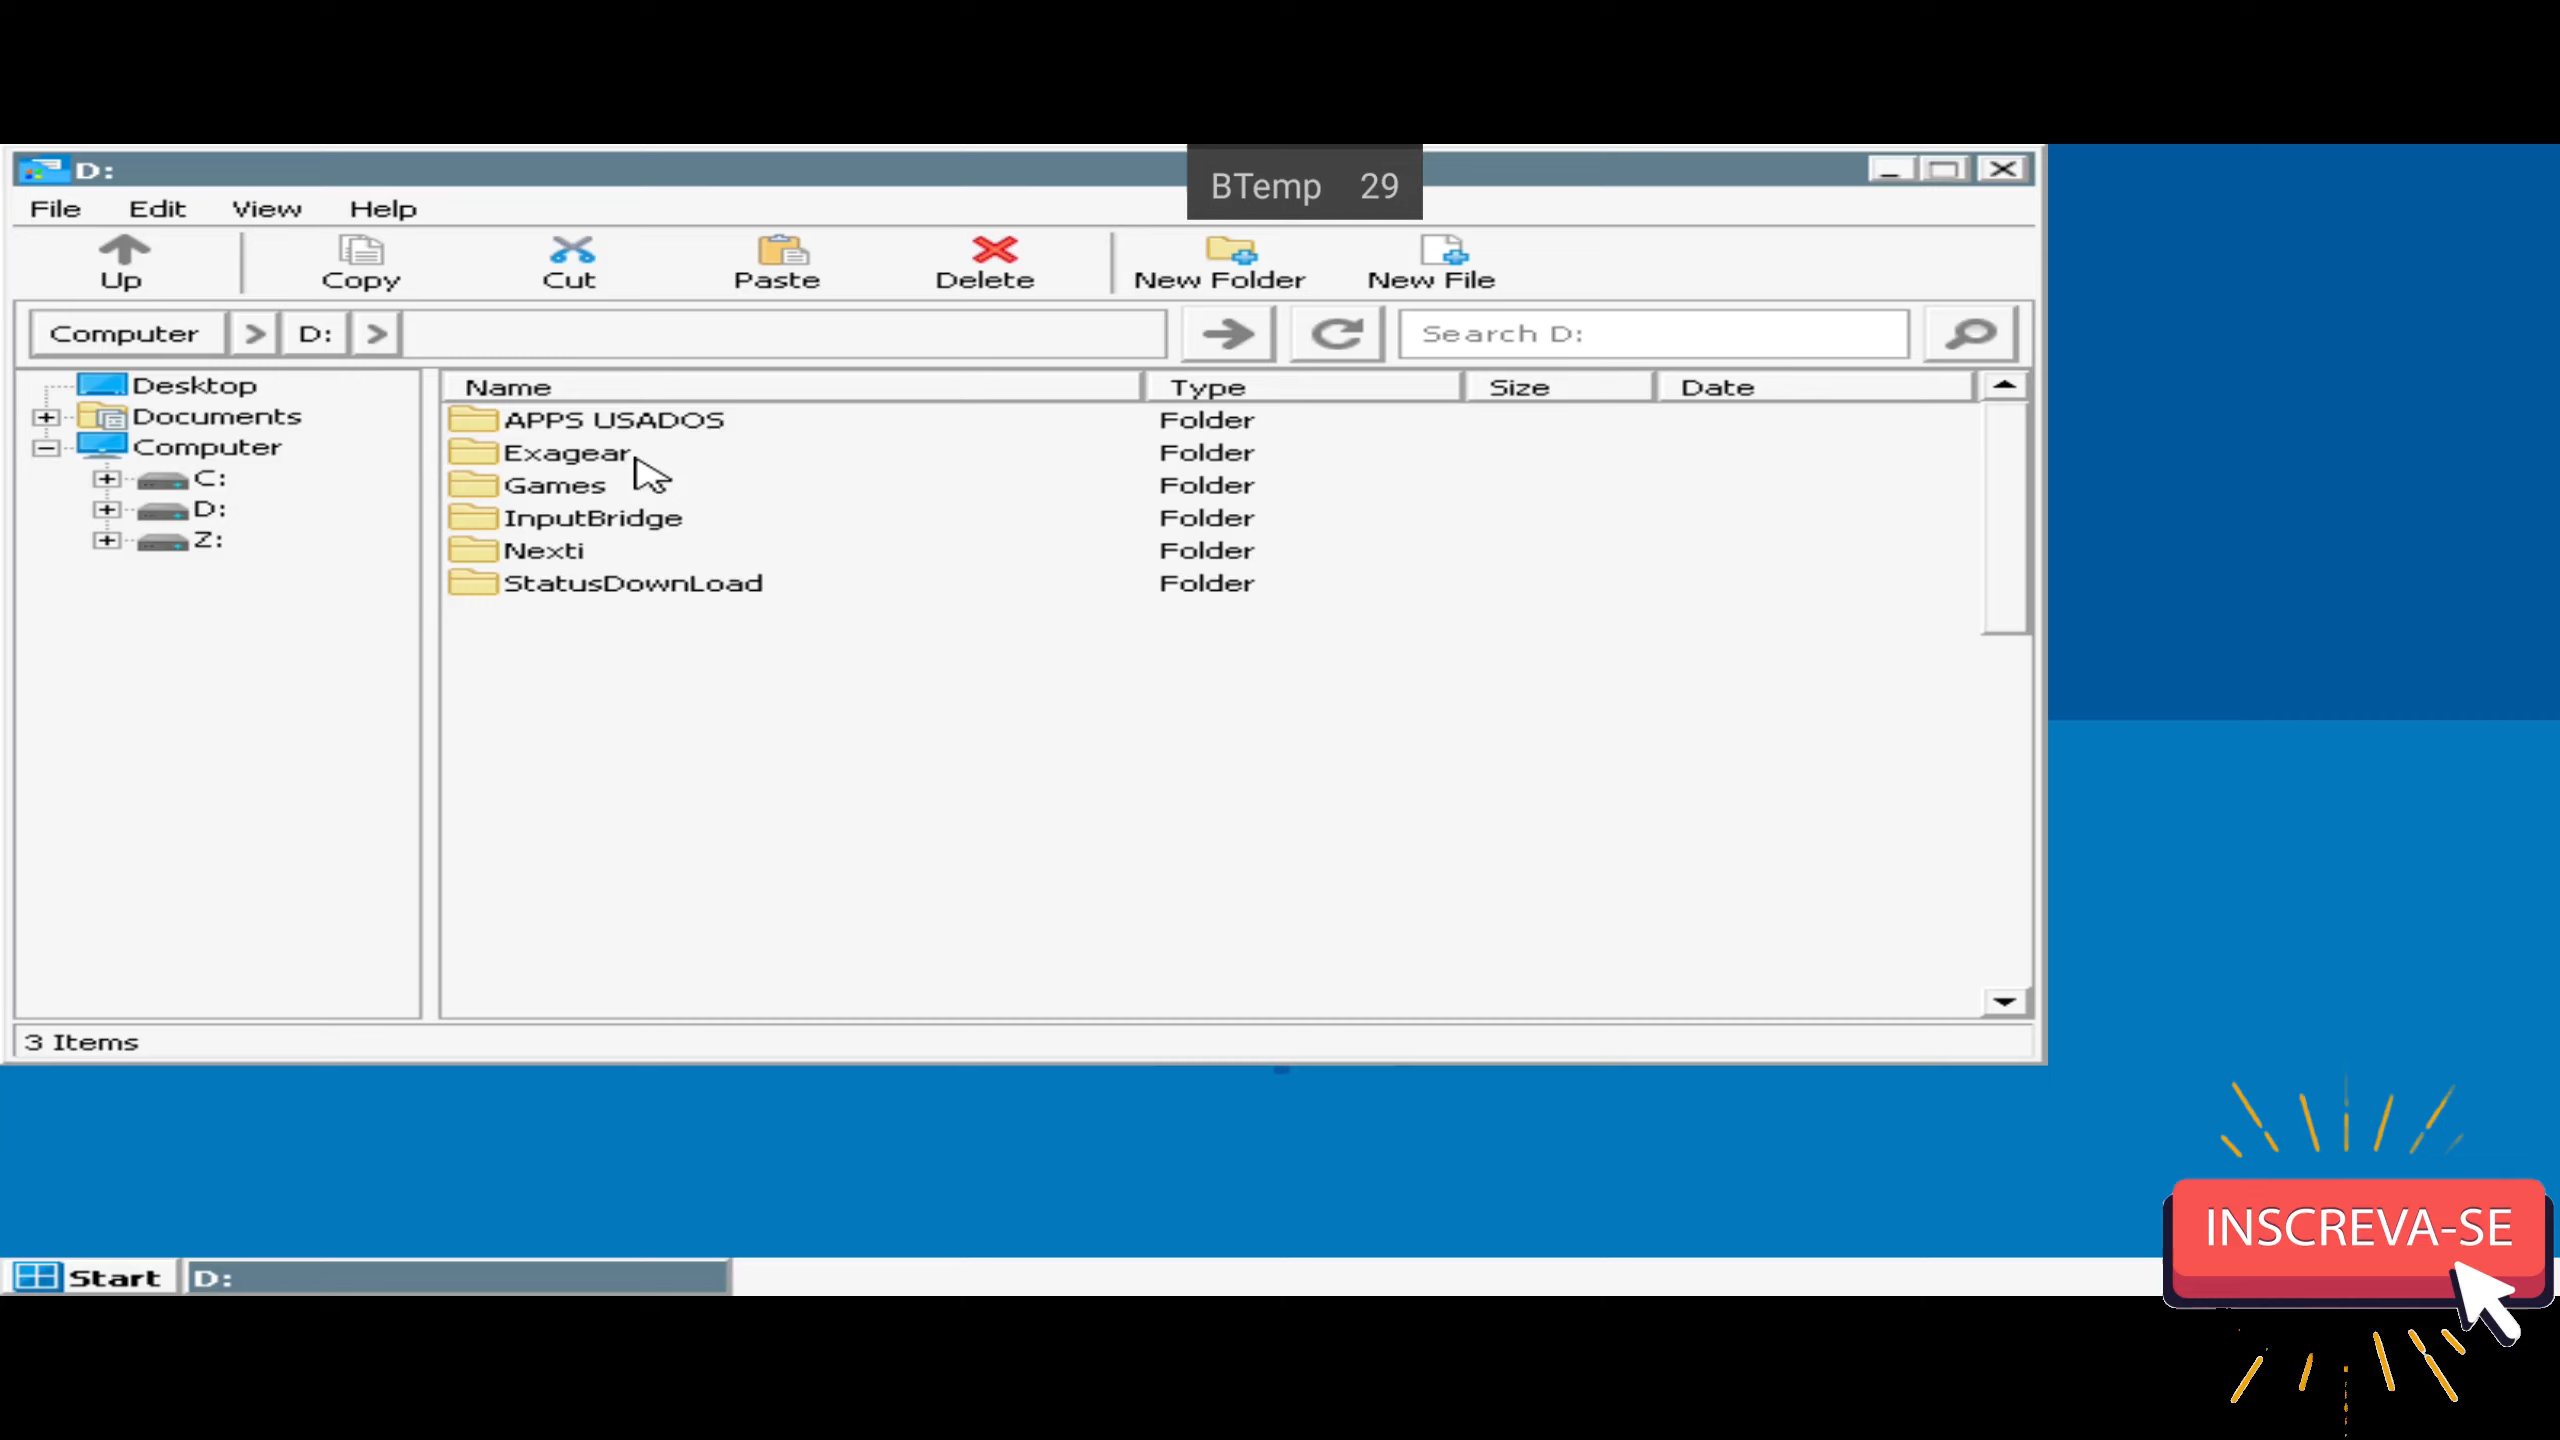 D:
BTemp 29
File Edit View Help
Up Copy Cut Paste Delete New Folder New File
Computer > D: > Search D:
Desktop
Documents
Computer
C:
D:
Z:
Name Type Size Date
APPS USADOS Folder
Exagear Folder
Games Folder
InputBridge Folder
Nexti Folder
StatusDownLoad Folder
3 Items
INSCREVA-SE
Start D: